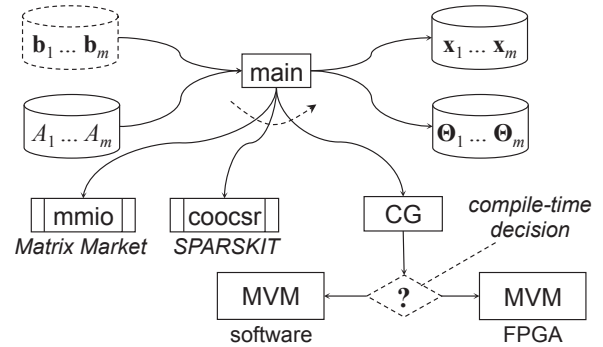 b₁ ... bₘ
x₁ ... xₘ
main
A₁ ... Aₘ
Θ₁ ... Θₘ
mmio
coocsr
CG
compile-time
decision
Matrix Market
SPARSKIT
MVM
?
MVM
software
FPGA